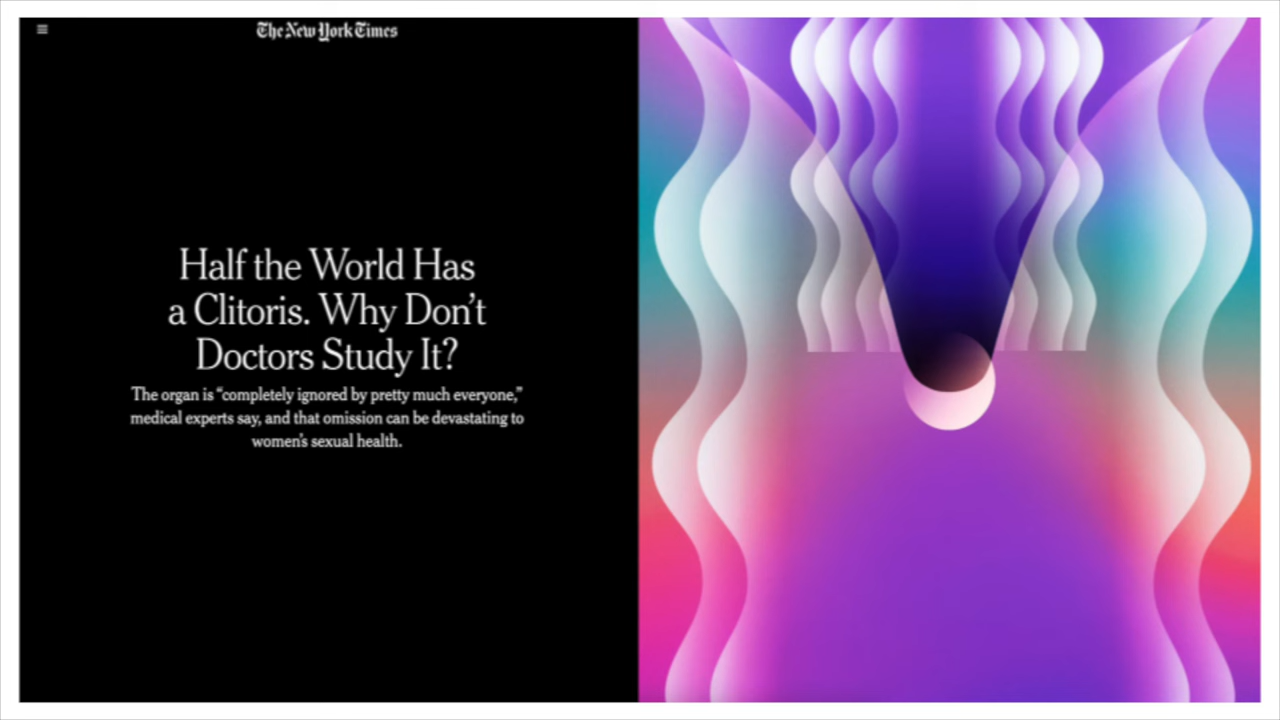 The New York Times
Half the World Has
a Clitoris. Why Don’t
Doctors Study It?
The organ is “completely ignored by pretty much everyone,”
medical experts say, and that omission can be devastating to
women’s sexual health.